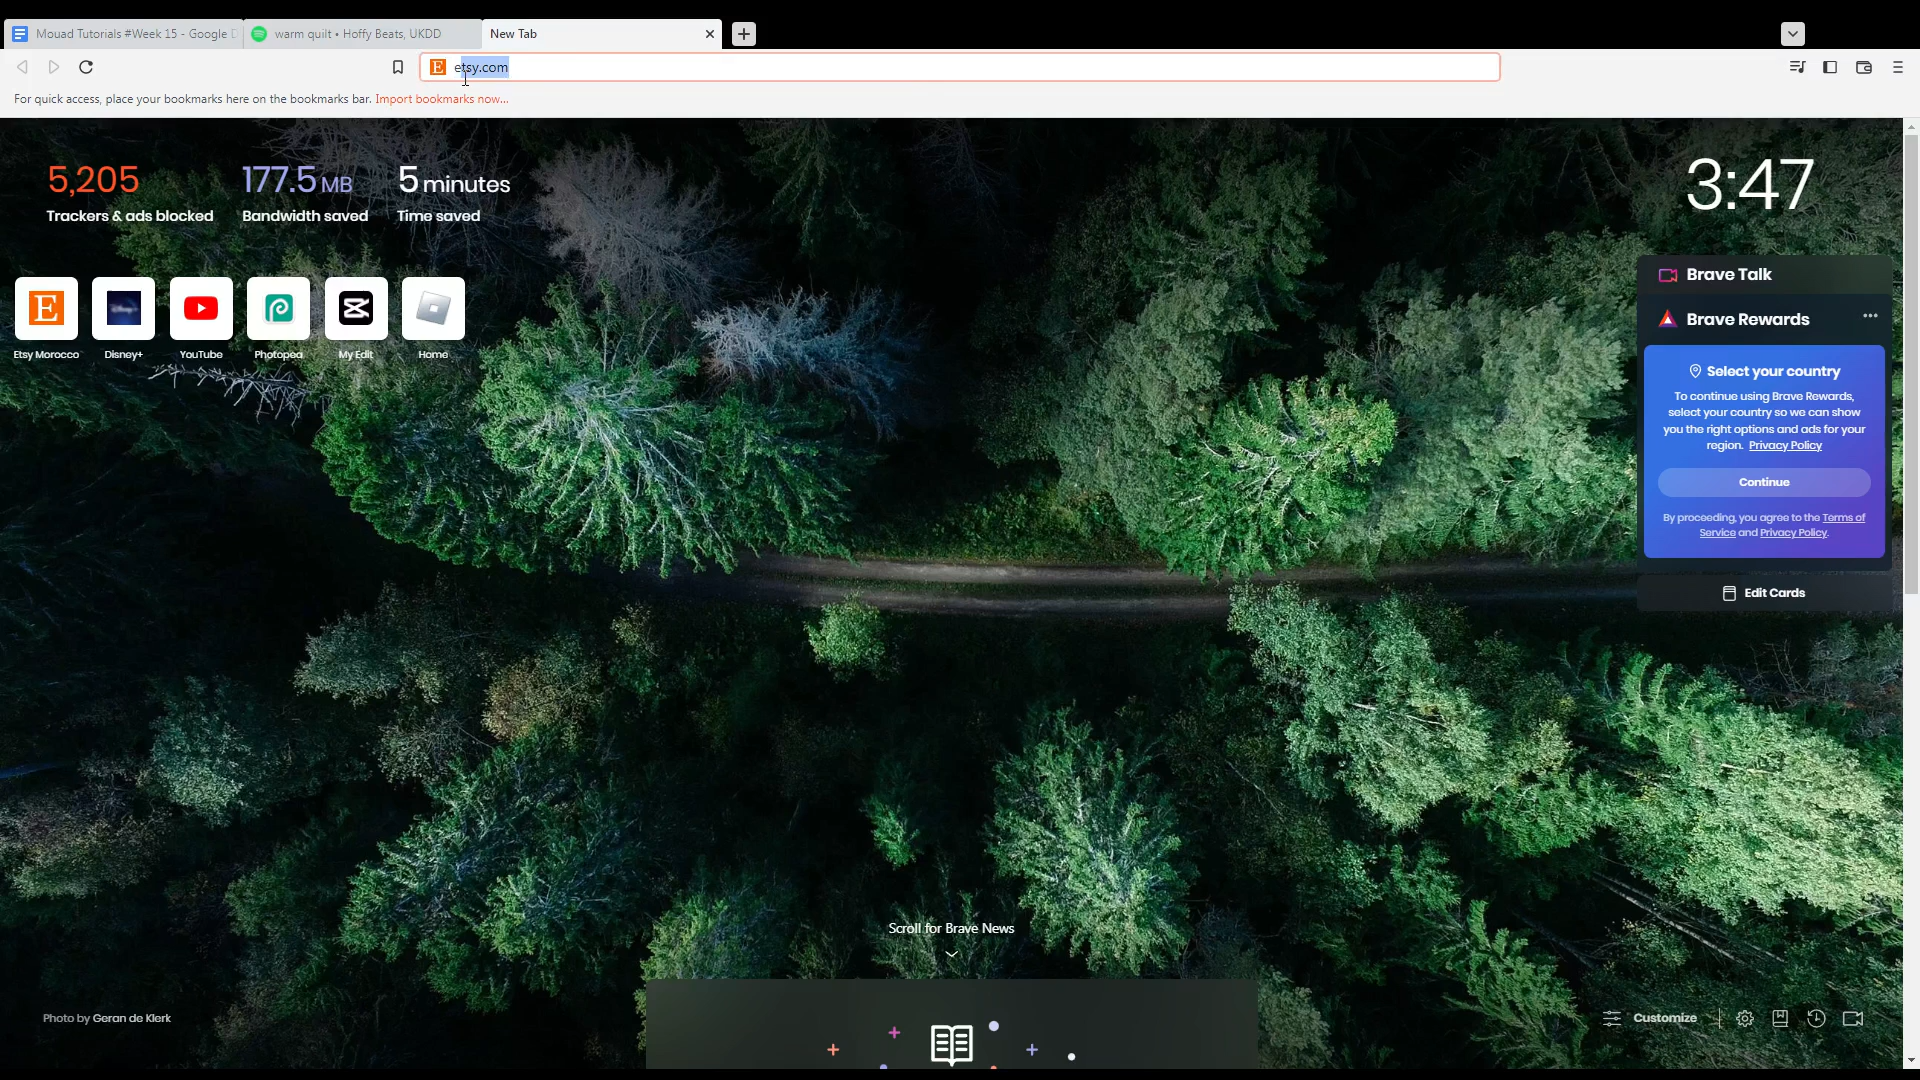 Mouad Tutorials #Week 15 - Google D
warm quilt • Hoffy Beats, UKDD
New Tab
etsy.com
For quick access, place your bookmarks here on the bookmarks bar. Import bookmarks now...
5,205
Trackers & ads blocked
177.5 MB
Bandwidth saved
5 minutes
Time saved
3:47
E
Etsy Morocco
Disney+
YouTube
Photopea
My Edit
Home
Brave Talk
Brave Rewards
Select your country
To continue using Brave Rewards,
select your country so we can show
you the right options and ads for your
region. Privacy Policy
Continue
By proceeding, you agree to the Terms of
Service and Privacy Policy.
Edit Cards
Scroll for Brave News
Photo by Geran de Klerk
Customize